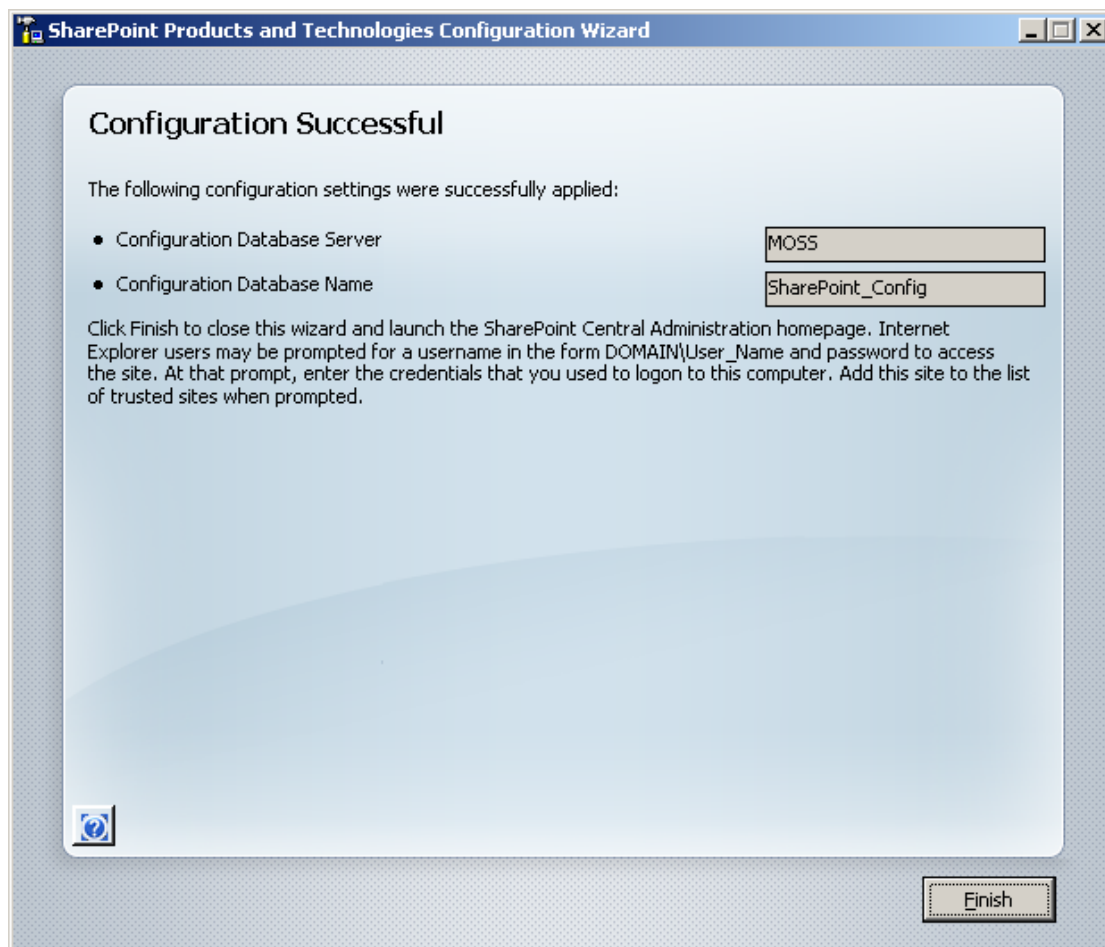 SharePoint Products and Technologies Configuration Wizard
Configuration Successful
The following configuration settings were successfully applied:
Configuration Database Server
MOSS
Configuration Database Name
SharePoint_Config
Click Finish to close this wizard and launch the SharePoint Central Administration homepage. Internet
Explorer users may be prompted for a username in the form DOMAIN\User_Name and password to access
the site. At that prompt, enter the credentials that you used to logon to this computer. Add this site to the list
of trusted sites when prompted.
Finish